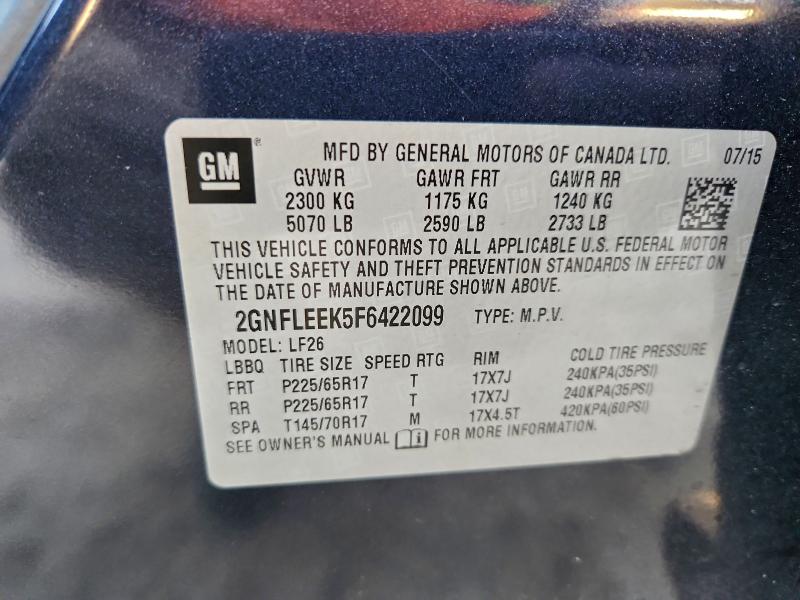 GM® MFD BY GENERAL MOTORS OF CANADA LTD. 07/15
GVWR GAWR FRT GAWR RR
2300 KG 1175 KG 1240 KG
5070 LB 2590 LB 2733 LB
THIS VEHICLE CONFORMS TO ALL APPLICABLE U.S. FEDERAL MOTOR
VEHICLE SAFETY AND THEFT PREVENTION STANDARDS IN EFFECT ON
THE DATE OF MANUFACTURE SHOWN ABOVE.
2GNFLEEK5F6422099 TYPE: M.P.V.
MODEL: LF26
LBBQ TIRE SIZE SPEED RTG RIM COLD TIRE PRESSURE
FRT P225/65R17 T 17X7J 240KPA(35PSI)
RR P225/65R17 T 17X7J 240KPA(35PSI)
SPA T145/70R17 M 17X4.5T 420KPA(60PSI)
SEE OWNER'S MANUAL i FOR MORE INFORMATION.